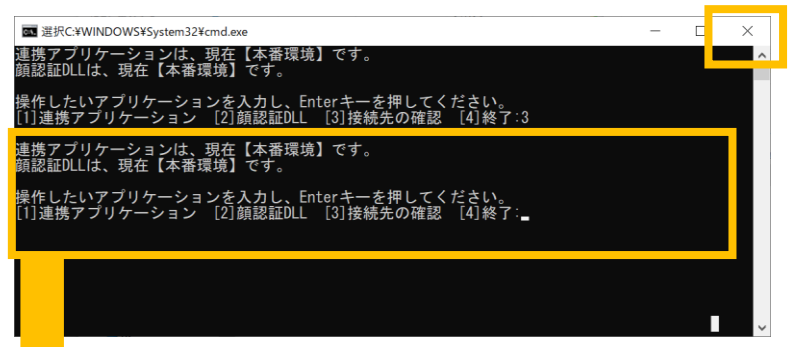 選択C:¥WINDOWS¥System32¥cmd.exe
連携アプリケーションは、現在【本番環境】です。
顔認証DLLは、現在【本番環境】です。
操作したいアプリケーションを入力し、Enterキーを押してください。
[1]連携アプリケーション　[2]顔認証DLL　[3]接続先の確認　[4]終了:3
連携アプリケーションは、現在【本番環境】です。
顔認証DLLは、現在【本番環境】です。
操作したいアプリケーションを入力し、Enterキーを押してください。
[1]連携アプリケーション　[2]顔認証DLL　[3]接続先の確認　[4]終了: